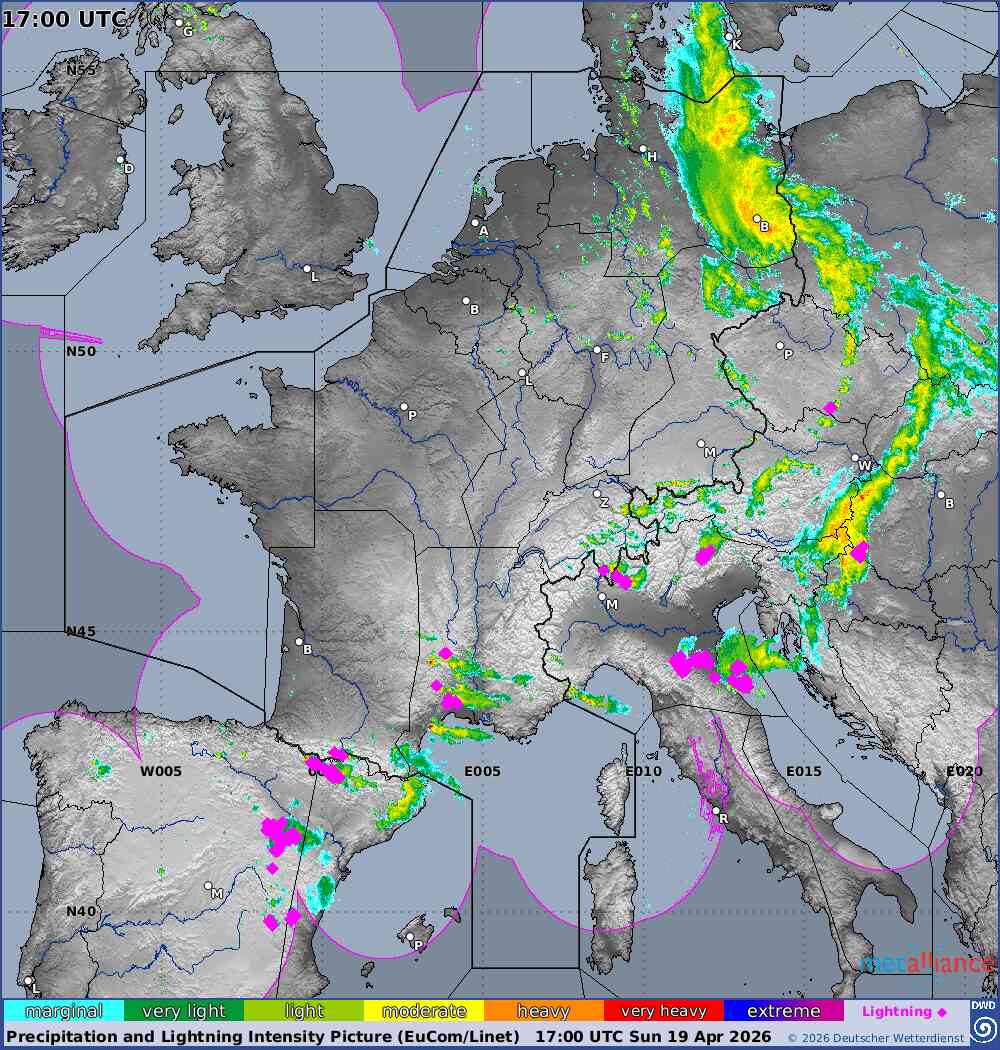 17:00 UTC
G
K
N55
H
D
A
B
L
B
N50
F
P
L
P
M
W
Z
B
M
N45
B
W005
00
E005
E010
E015
E020
R
M
N40
P
L
metalliance
marginal very light light moderate heavy very heavy extreme Lightning
DWD
Precipitation and Lightning Intensity Picture (EuCom/Linet) 17:00 UTC Sun 19 Apr 2026 © 2026 Deutscher Wetterdienst